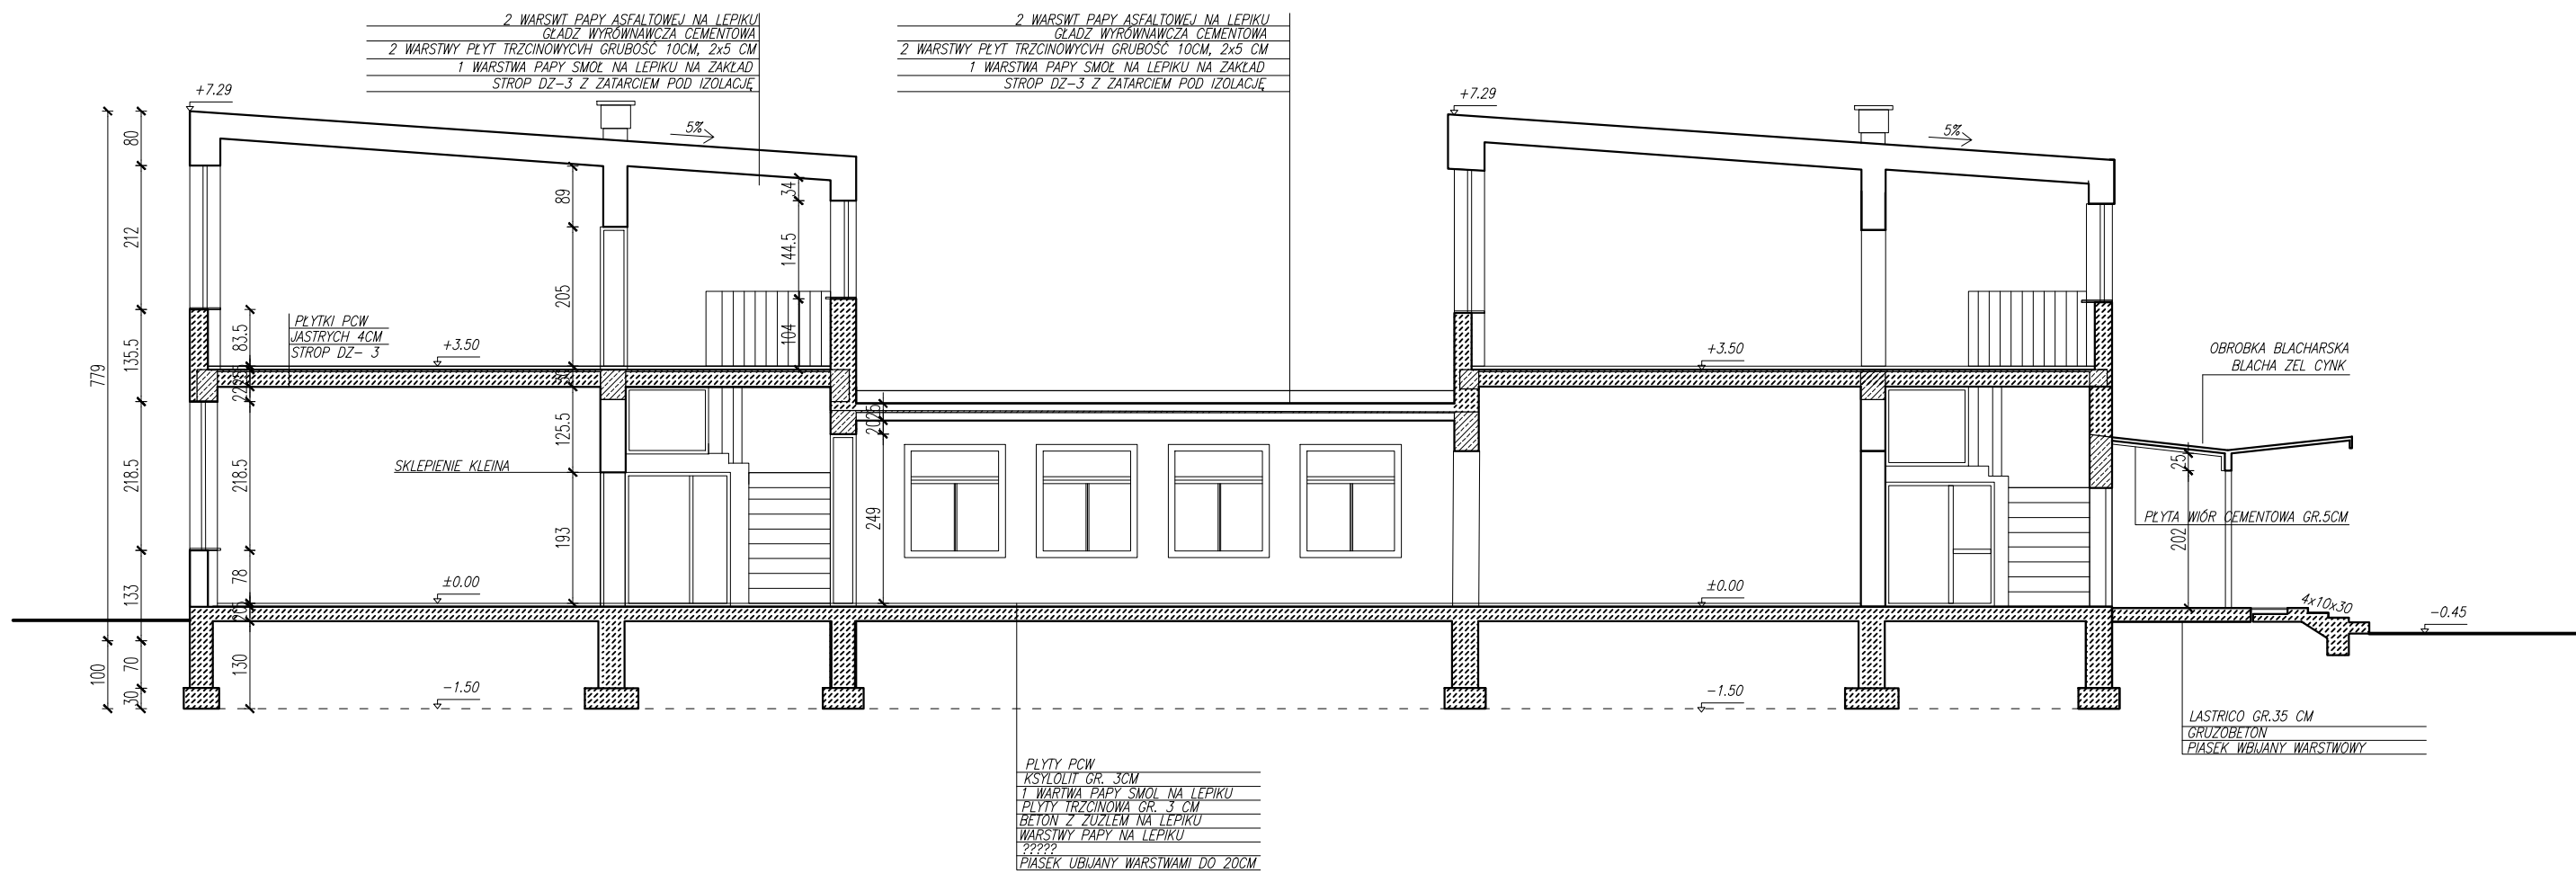 2 WARSWT PAPY ASFALTOWEJ NA LEPIKU
GŁADZ WYRÓWNAWCZA CEMENTOWA
2 WARSTWY PŁYT TRZCINOWYCVH GRUBOŚĆ 10CM, 2x5 CM
1 WARSTWA PAPY SMOŁ NA LEPIKU NA ZAKŁAD
STROP DZ-3 Z ZATARCIEM POD IZOLACJĘ
2 WARSWT PAPY ASFALTOWEJ NA LEPIKU
GŁADZ WYRÓWNAWCZA CEMENTOWA
2 WARSTWY PŁYT TRZCINOWYCVH GRUBOŚĆ 10CM, 2x5 CM
1 WARSTWA PAPY SMOŁ NA LEPIKU NA ZAKŁAD
STROP DZ-3 Z ZATARCIEM POD IZOLACJĘ
+7.29
+7.29
5%
5%
80
212
135.5
218.5
133
70
30
779
100
83.5
218.5
78
130
89
205
30
125.5
193
34
144.5
104
PŁYTKI PCW
JASTRYCH 4CM
STROP DZ- 3
+3.50
+3.50
SKLEPIENIE KLEINA
2025
249
±0.00
±0.00
-1.50
-1.50
OBROBKA BLACHARSKA
BLACHA ZEL CYNK
25
202
PŁYTA WIÓR CEMENTOWA GR.5CM
4x10x30
-0.45
LASTRICO GR.35 CM
GRUZOBETON
PIASEK WBIJANY WARSTWOWY
PLYTY PCW
KSYLOLIT GR. 3CM
1 WARTWA PAPY SMOL NA LEPIKU
PLYTY TRZCINOWA GR. 3 CM
BETON Z ZUZLEM NA LEPIKU
WARSTWY PAPY NA LEPIKU
?????
PIASEK UBIJANY WARSTWAMI DO 20CM